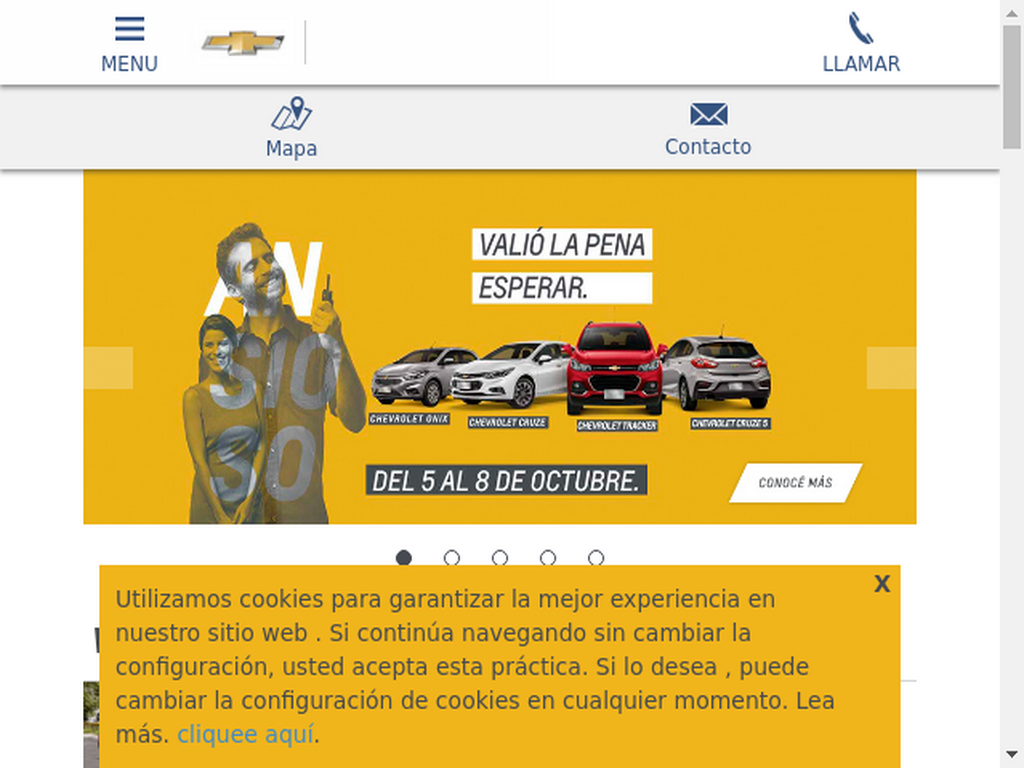 MENU
LLAMAR
Mapa
Contacto
AN
SIO
SO
VALIÓ LA PENA
ESPERAR.
CHEVROLET ONIX
CHEVROLET CRUZE
CHEVROLET TRACKER
CHEVROLET CRUZE 5
DEL 5 AL 8 DE OCTUBRE.
CONOCÉ MÁS
X
Utilizamos cookies para garantizar la mejor experiencia en
nuestro sitio web . Si continúa navegando sin cambiar la
configuración, usted acepta esta práctica. Si lo desea , puede
cambiar la configuración de cookies en cualquier momento. Lea
más. cliquee aquí.